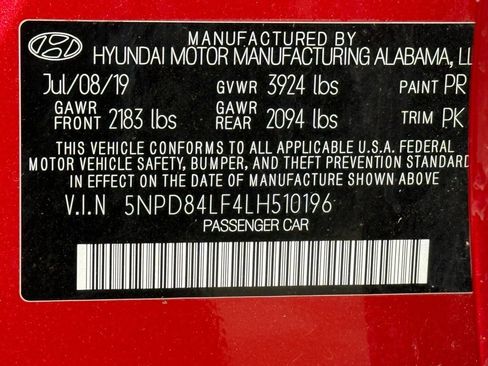 MANUFACTURED BY
HYUNDAI MOTOR MANUFACTURING ALABAMA, LL
Jul/08/19 GVWR 3924 lbs PAINT PR
GAWR FRONT 2183 lbs GAWR REAR 2094 lbs TRIM PK
THIS VEHICLE CONFORMS TO ALL APPLICABLE U.S.A. FEDERAL
MOTOR VEHICLE SAFETY, BUMPER, AND THEFT PREVENTION STANDARD
IN EFFECT ON THE DATE OF THE MANUFACTURE SHOWN ABOVE.
V.I.N 5NPD84LF4LH510196
PASSENGER CAR